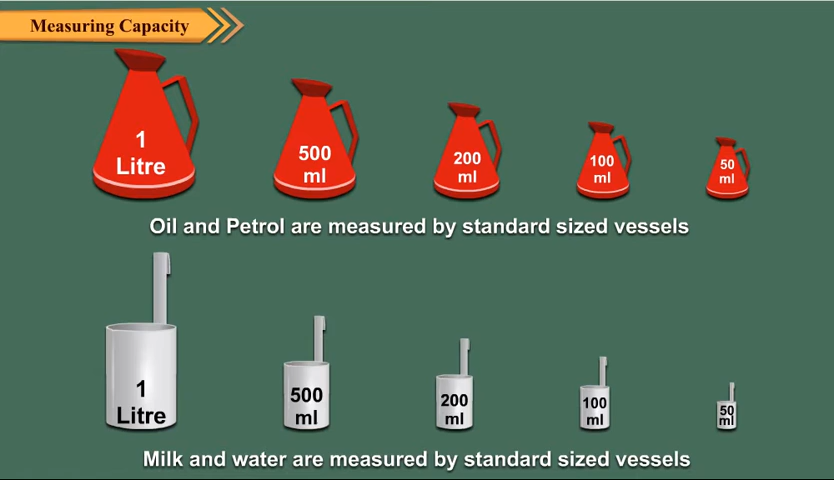 Measuring Capacity
1
Litre
500
ml
200
ml
100
ml
50
ml
Oil and Petrol are measured by standard sized vessels
1
Litre
500
ml
200
ml
100
ml
50
ml
Milk and water are measured by standard sized vessels